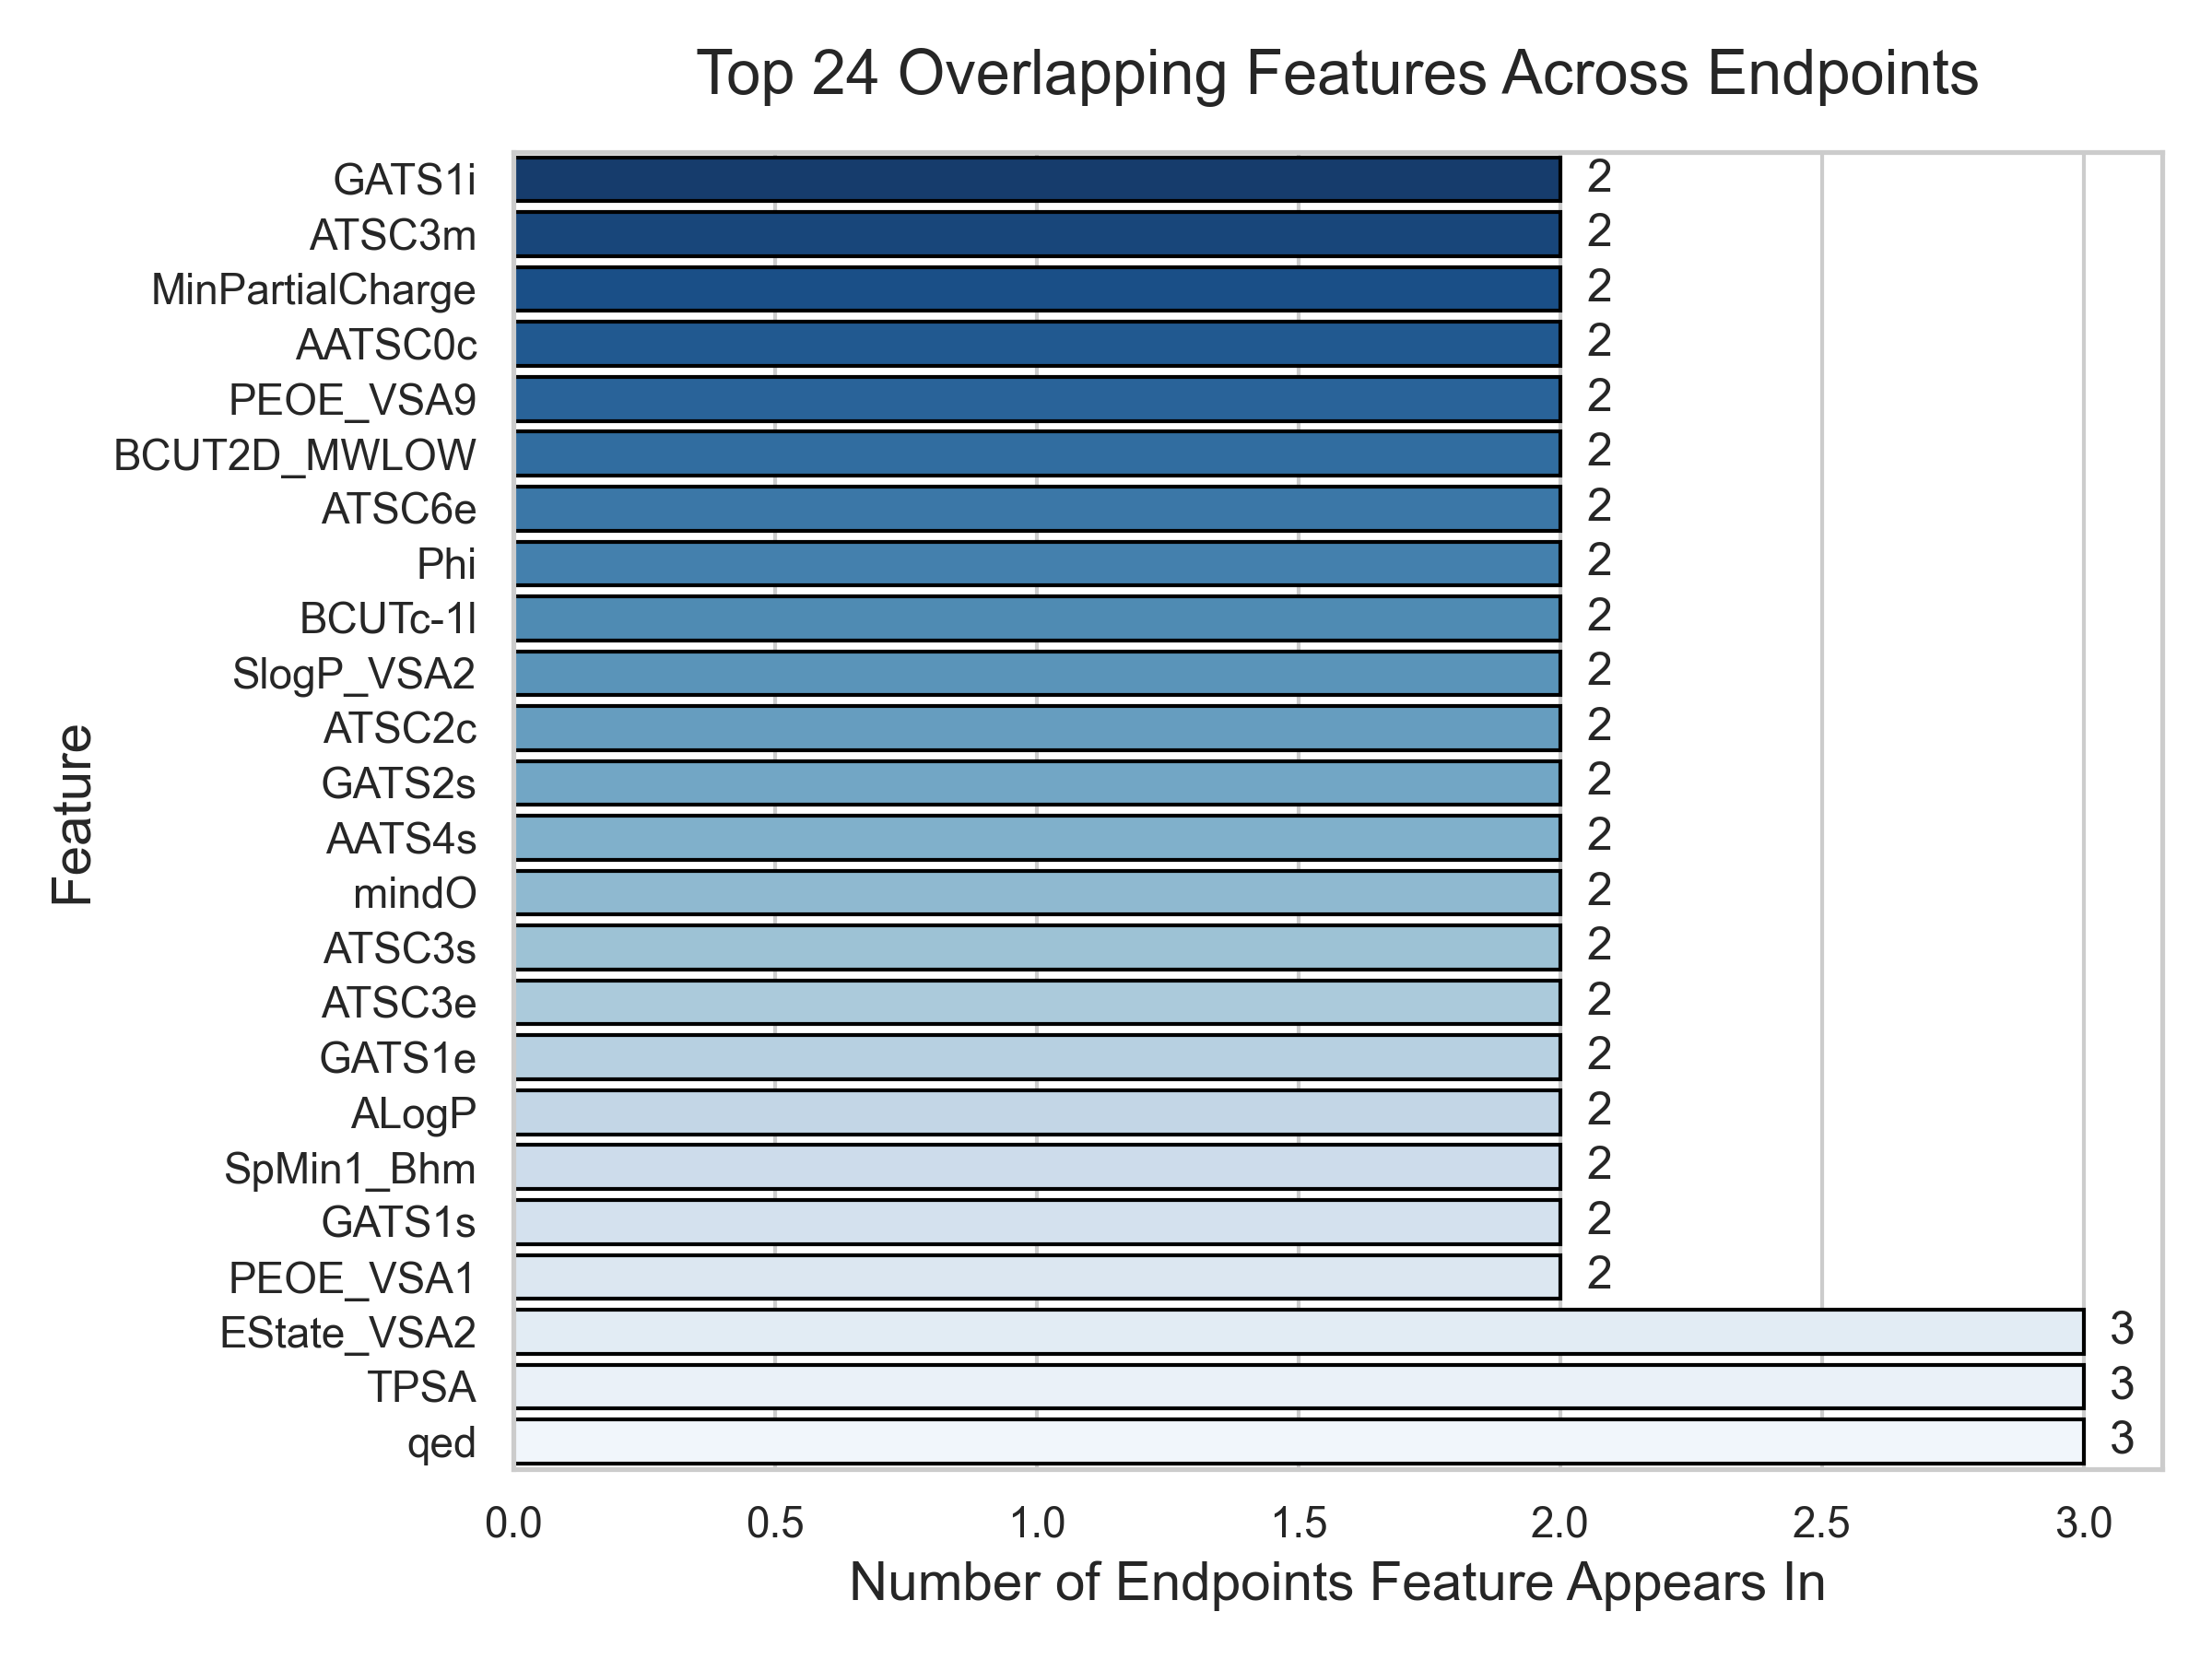 Top 24 Overlapping Features Across Endpoints
GATS1i 2
ATSC3m 2
MinPartialCharge 2
AATSC0c 2
PEOE_VSA9 2
BCUT2D_MWLOW 2
ATSC6e 2
Phi 2
BCUTc-1l 2
SlogP_VSA2 2
ATSC2c 2
GATS2s 2
AATS4s 2
mindO 2
ATSC3s 2
ATSC3e 2
GATS1e 2
ALogP 2
SpMin1_Bhm 2
GATS1s 2
PEOE_VSA1 2
EState_VSA2 3
TPSA 3
qed 3
Feature
0.0 0.5 1.0 1.5 2.0 2.5 3.0
Number of Endpoints Feature Appears In